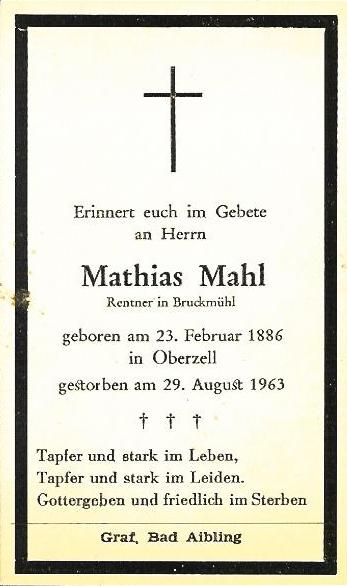 Erinnert euch im Gebete
an Herrn
Mathias Mahl
Rentner in Bruckmühl
geboren am 23. Februar 1886
in Oberzell
gestorben am 29. August 1963
† † †
Tapfer und stark im Leben,
Tapfer und stark im Leiden.
Gottergeben und friedlich im Sterben
Graf, Bad Aibling